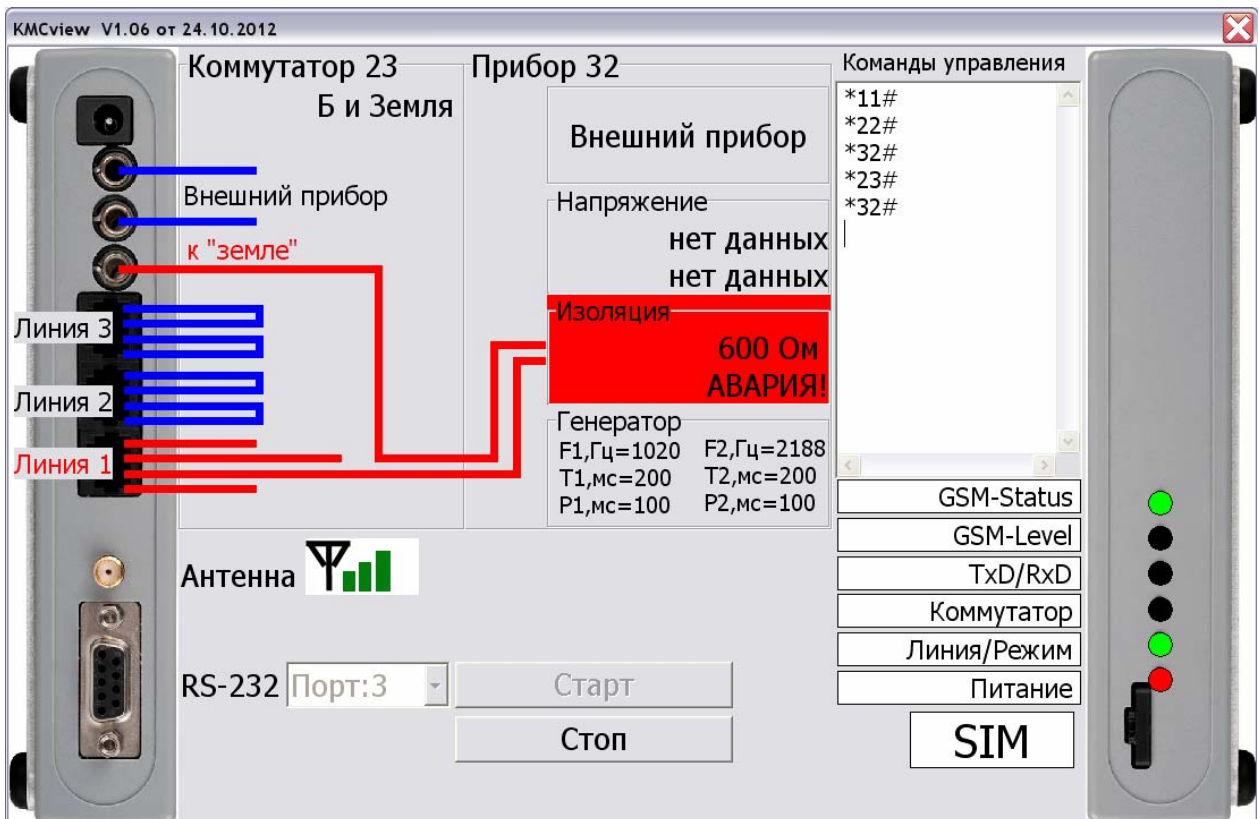 KMCview V1.06 от 24.10.2012
Коммутатор 23
Б и Земля
Внешний прибор
к "земле"
Линия 3
Линия 2
Линия 1
Антенна
RS-232 Порт:3
Старт
Стоп
Прибор 32
Внешний прибор
Напряжение
нет данных
нет данных
Изоляция
600 Ом
АВАРИЯ!
Генератор
F1,Гц=1020 F2,Гц=2188
T1,мс=200 T2,мс=200
P1,мс=100 P2,мс=100
Команды управления
*11#
*22#
*32#
*23#
*32#
GSM-Status
GSM-Level
TxD/RxD
Коммутатор
Линия/Режим
Питание
SIM